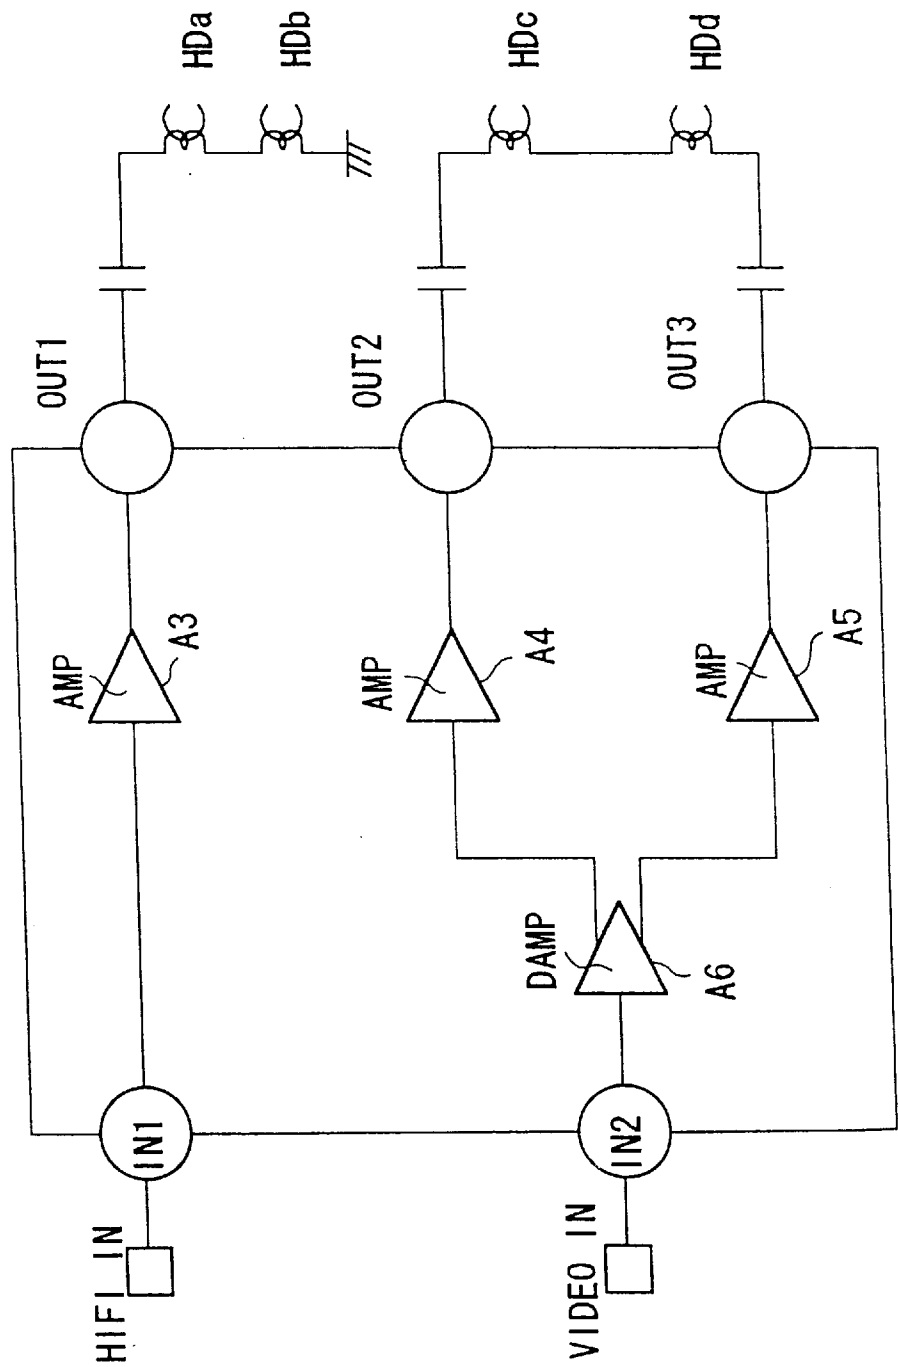 HIFI IN
IN1
AMP
A3
OUT1
HDa
HDb
VIDEO IN
IN2
DAMP
A6
AMP
A4
OUT2
HDc
AMP
A5
OUT3
HDd